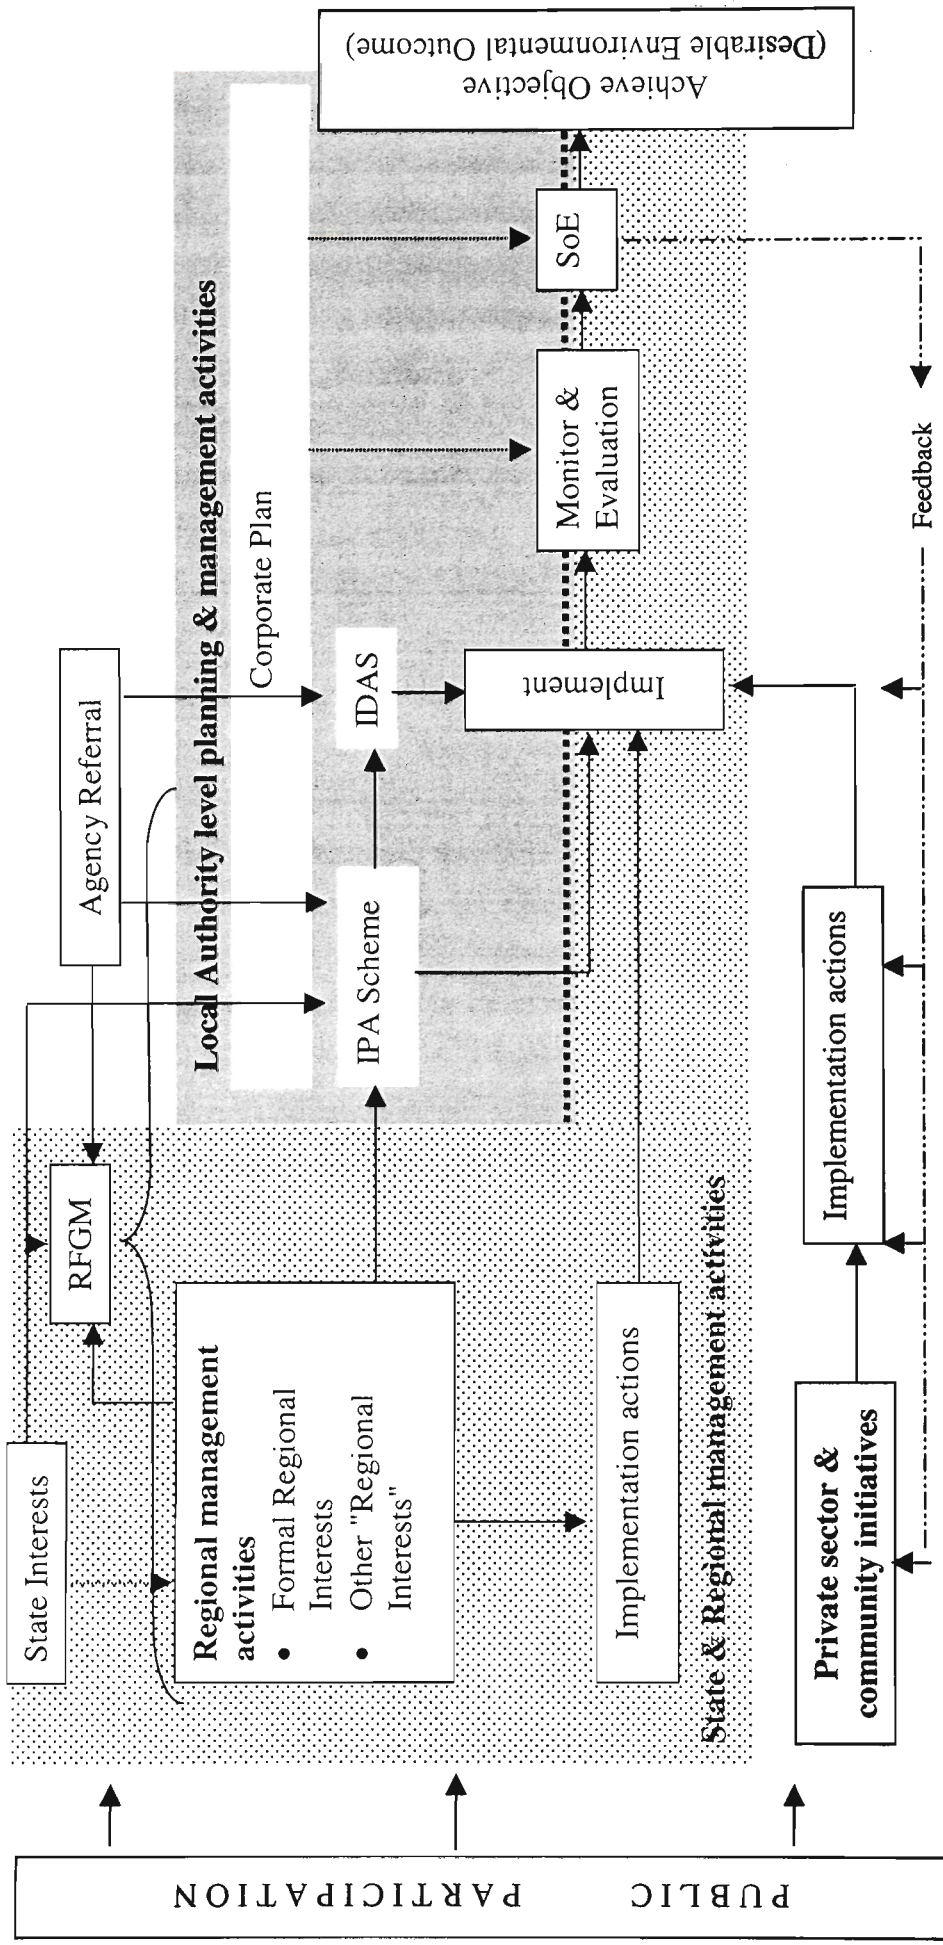 PUBLIC PARTICIPATION
State Interests
RFGM
Agency Referral
Regional management
activities
• Formal Regional
Interests
• Other "Regional
Interests"
Local Authority level planning & management activities
Corporate Plan
IPA Scheme
IDAS
Implement
Monitor &
Evaluation
SoE
Achieve Objective
(Desirable Environmental Outcome)
Implementation actions
State & Regional management activities
Private sector &
community initiatives
Implementation actions
Feedback